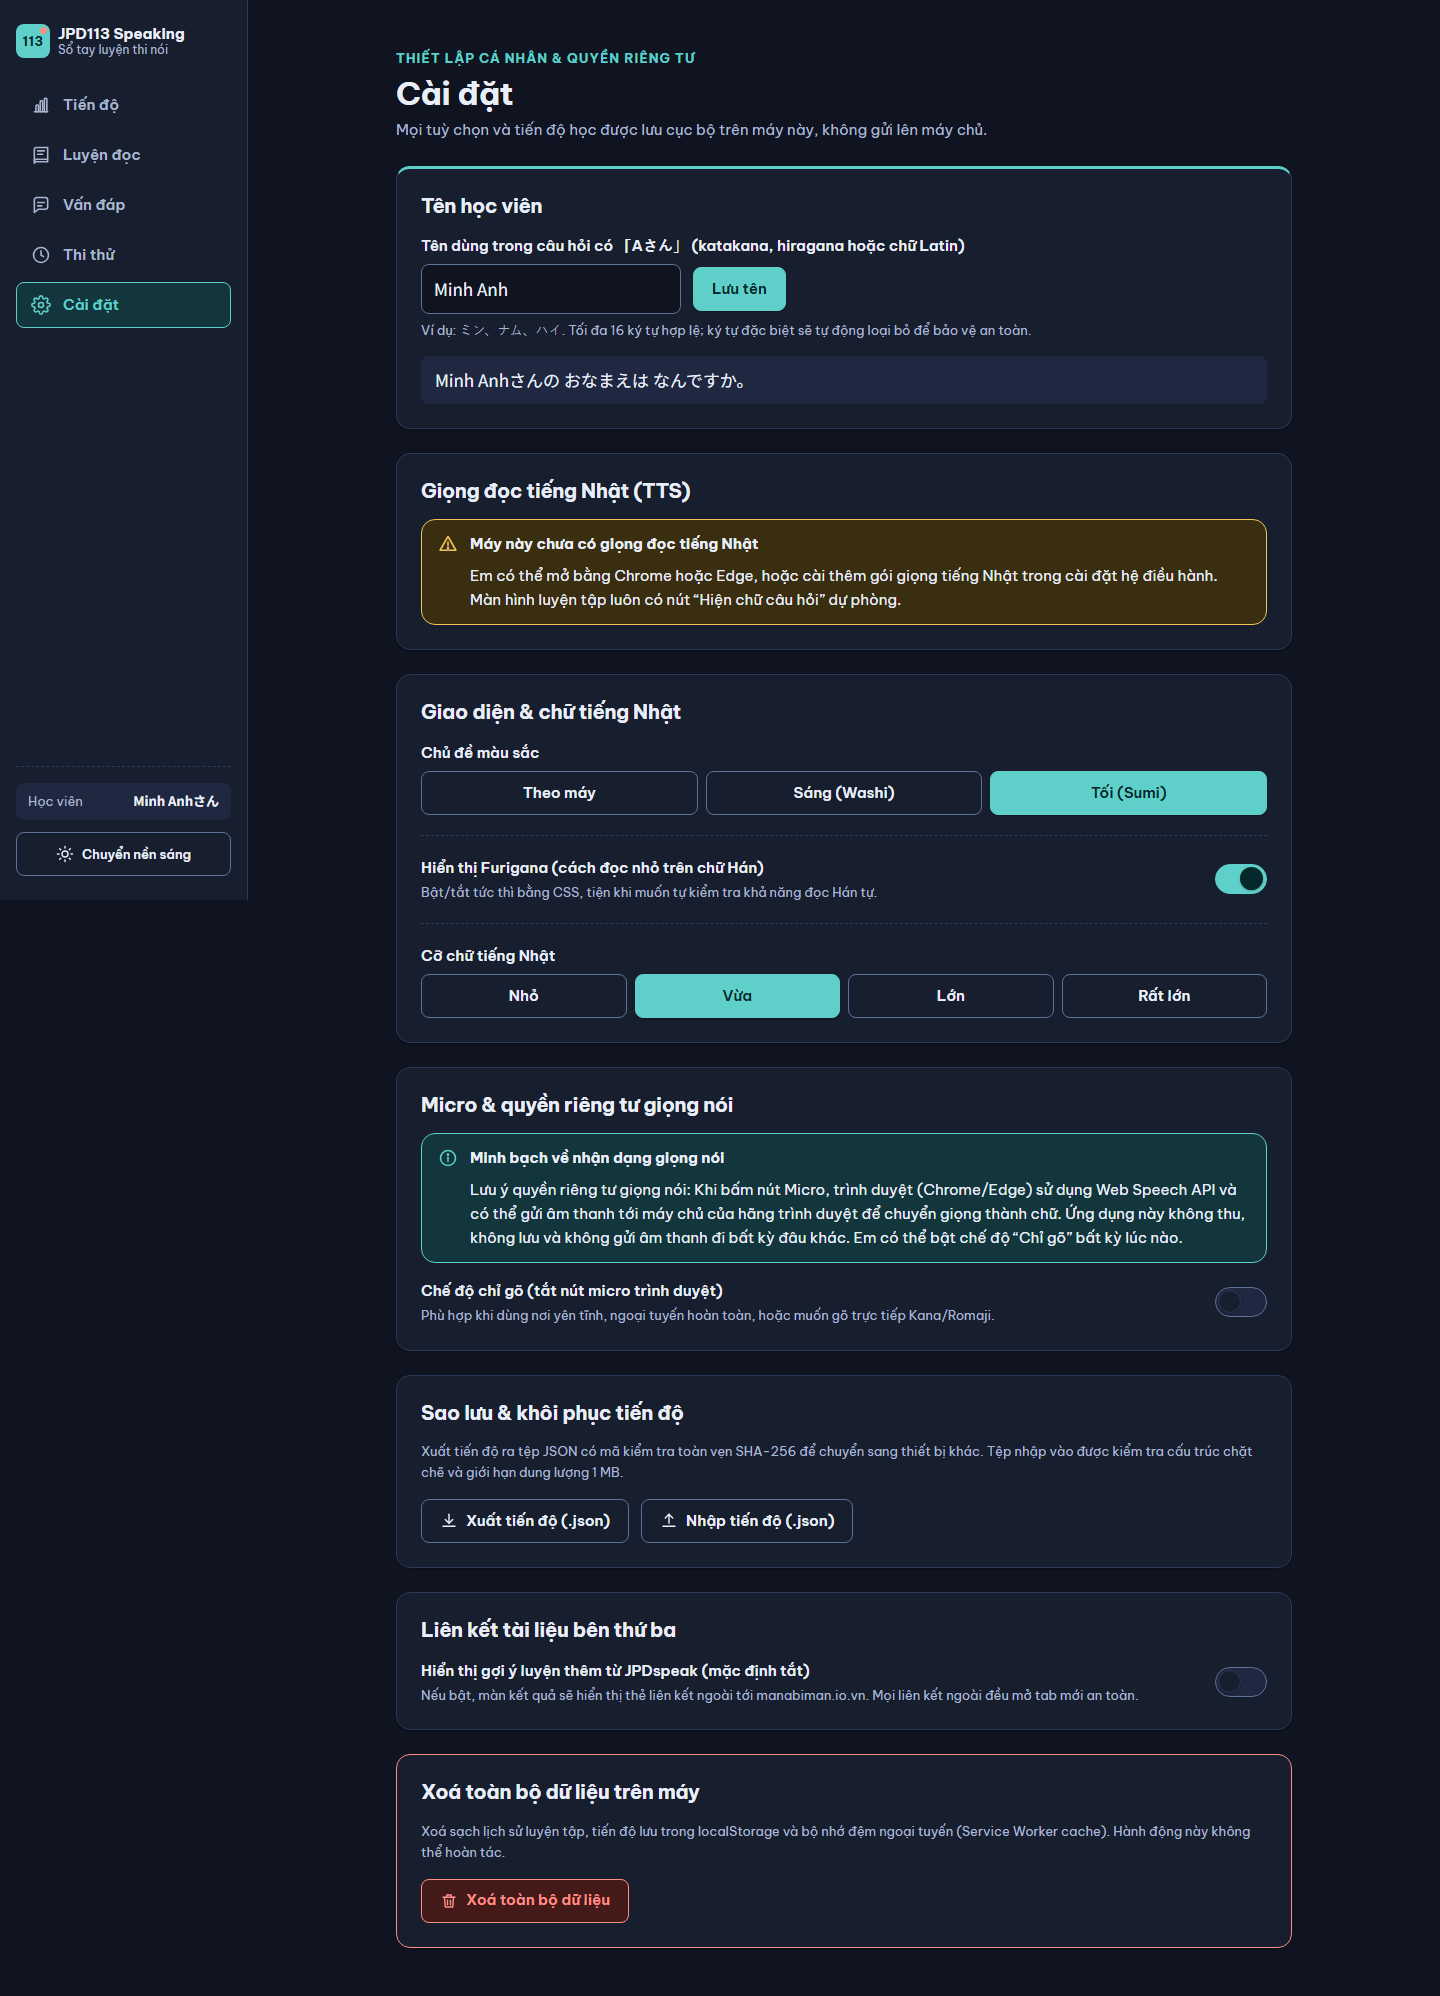 113
JPD113 Speaking
Sổ tay luyện thi nói
Tiến độ
Luyện đọc
Vấn đáp
Thi thử
Cài đặt
Học viên
Minh Anhさん
Chuyển nền sáng
THIẾT LẬP CÁ NHÂN & QUYỀN RIÊNG TƯ
Cài đặt
Mọi tuỳ chọn và tiến độ học được lưu cục bộ trên máy này, không gửi lên máy chủ.
Tên học viên
Tên dùng trong câu hỏi có 「Aさん」 (katakana, hiragana hoặc chữ Latin)
Minh Anh
Lưu tên
Ví dụ: ミン、ナム、ハイ. Tối đa 16 ký tự hợp lệ; ký tự đặc biệt sẽ tự động loại bỏ để bảo vệ an toàn.
Minh Anhさんの おなまえは なんですか。
Giọng đọc tiếng Nhật (TTS)
Máy này chưa có giọng đọc tiếng Nhật
Em có thể mở bằng Chrome hoặc Edge, hoặc cài thêm gói giọng tiếng Nhật trong cài đặt hệ điều hành.
Màn hình luyện tập luôn có nút “Hiện chữ câu hỏi” dự phòng.
Giao diện & chữ tiếng Nhật
Chủ đề màu sắc
Theo máy
Sáng (Washi)
Tối (Sumi)
Hiển thị Furigana (cách đọc nhỏ trên chữ Hán)
Bật/tắt tức thì bằng CSS, tiện khi muốn tự kiểm tra khả năng đọc Hán tự.
Cỡ chữ tiếng Nhật
Nhỏ
Vừa
Lớn
Rất lớn
Micro & quyền riêng tư giọng nói
Minh bạch về nhận dạng giọng nói
Lưu ý quyền riêng tư giọng nói: Khi bấm nút Micro, trình duyệt (Chrome/Edge) sử dụng Web Speech API và
có thể gửi âm thanh tới máy chủ của hãng trình duyệt để chuyển giọng thành chữ. Ứng dụng này không thu,
không lưu và không gửi âm thanh đi bất kỳ đâu khác. Em có thể bật chế độ “Chỉ gõ” bất kỳ lúc nào.
Chế độ chỉ gõ (tắt nút micro trình duyệt)
Phù hợp khi dùng nơi yên tĩnh, ngoại tuyến hoàn toàn, hoặc muốn gõ trực tiếp Kana/Romaji.
Sao lưu & khôi phục tiến độ
Xuất tiến độ ra tệp JSON có mã kiểm tra toàn vẹn SHA-256 để chuyển sang thiết bị khác. Tệp nhập vào được kiểm tra cấu trúc chặt
chẽ và giới hạn dung lượng 1 MB.
Xuất tiến độ (.json)
Nhập tiến độ (.json)
Liên kết tài liệu bên thứ ba
Hiển thị gợi ý luyện thêm từ JPDspeak (mặc định tắt)
Nếu bật, màn kết quả sẽ hiển thị thẻ liên kết ngoài tới manabiman.io.vn. Mọi liên kết ngoài đều mở tab mới an toàn.
Xoá toàn bộ dữ liệu trên máy
Xoá sạch lịch sử luyện tập, tiến độ lưu trong localStorage và bộ nhớ đệm ngoại tuyến (Service Worker cache). Hành động này không
thể hoàn tác.
Xoá toàn bộ dữ liệu